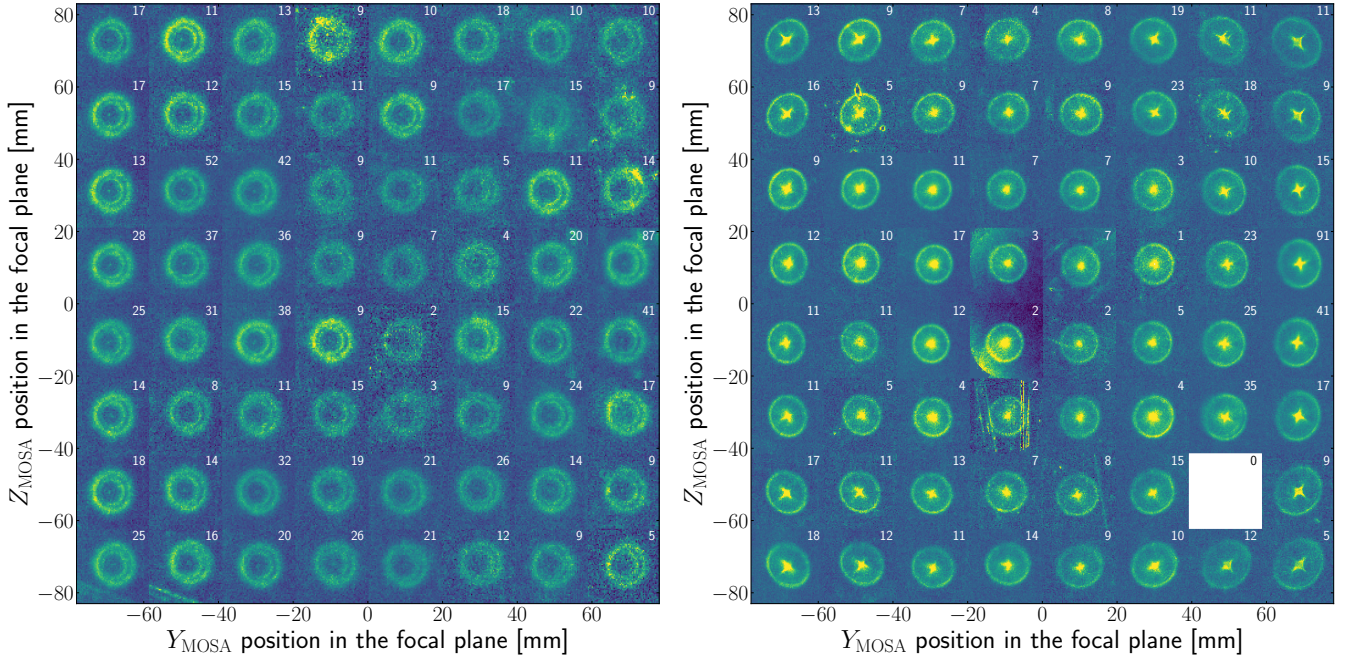 Z_MOSA position in the focal plane [mm]
80
60
40
20
0
−20
−40
−60
−80
17 11 13 9 10 18 10 10
17 12 15 11 9 17 15 9
13 52 42 9 11 5 11 14
28 37 36 9 7 4 20 87
25 31 38 9 2 15 22 41
14 8 11 15 3 9 24 17
18 14 32 19 21 26 14 9
25 16 20 26 21 12 9 5
−60 −40 −20 0 20 40 60
Y_MOSA position in the focal plane [mm]
Z_MOSA position in the focal plane [mm]
80
60
40
20
0
−20
−40
−60
−80
13 9 7 4 8 19 11 11
16 5 9 7 9 23 18 9
9 13 11 7 7 3 10 15
12 10 17 3 7 1 23 91
11 11 12 2 2 5 25 41
11 5 4 2 3 4 35 17
17 11 13 7 8 15 0 9
18 12 11 14 9 10 12 5
−60 −40 −20 0 20 40 60
Y_MOSA position in the focal plane [mm]